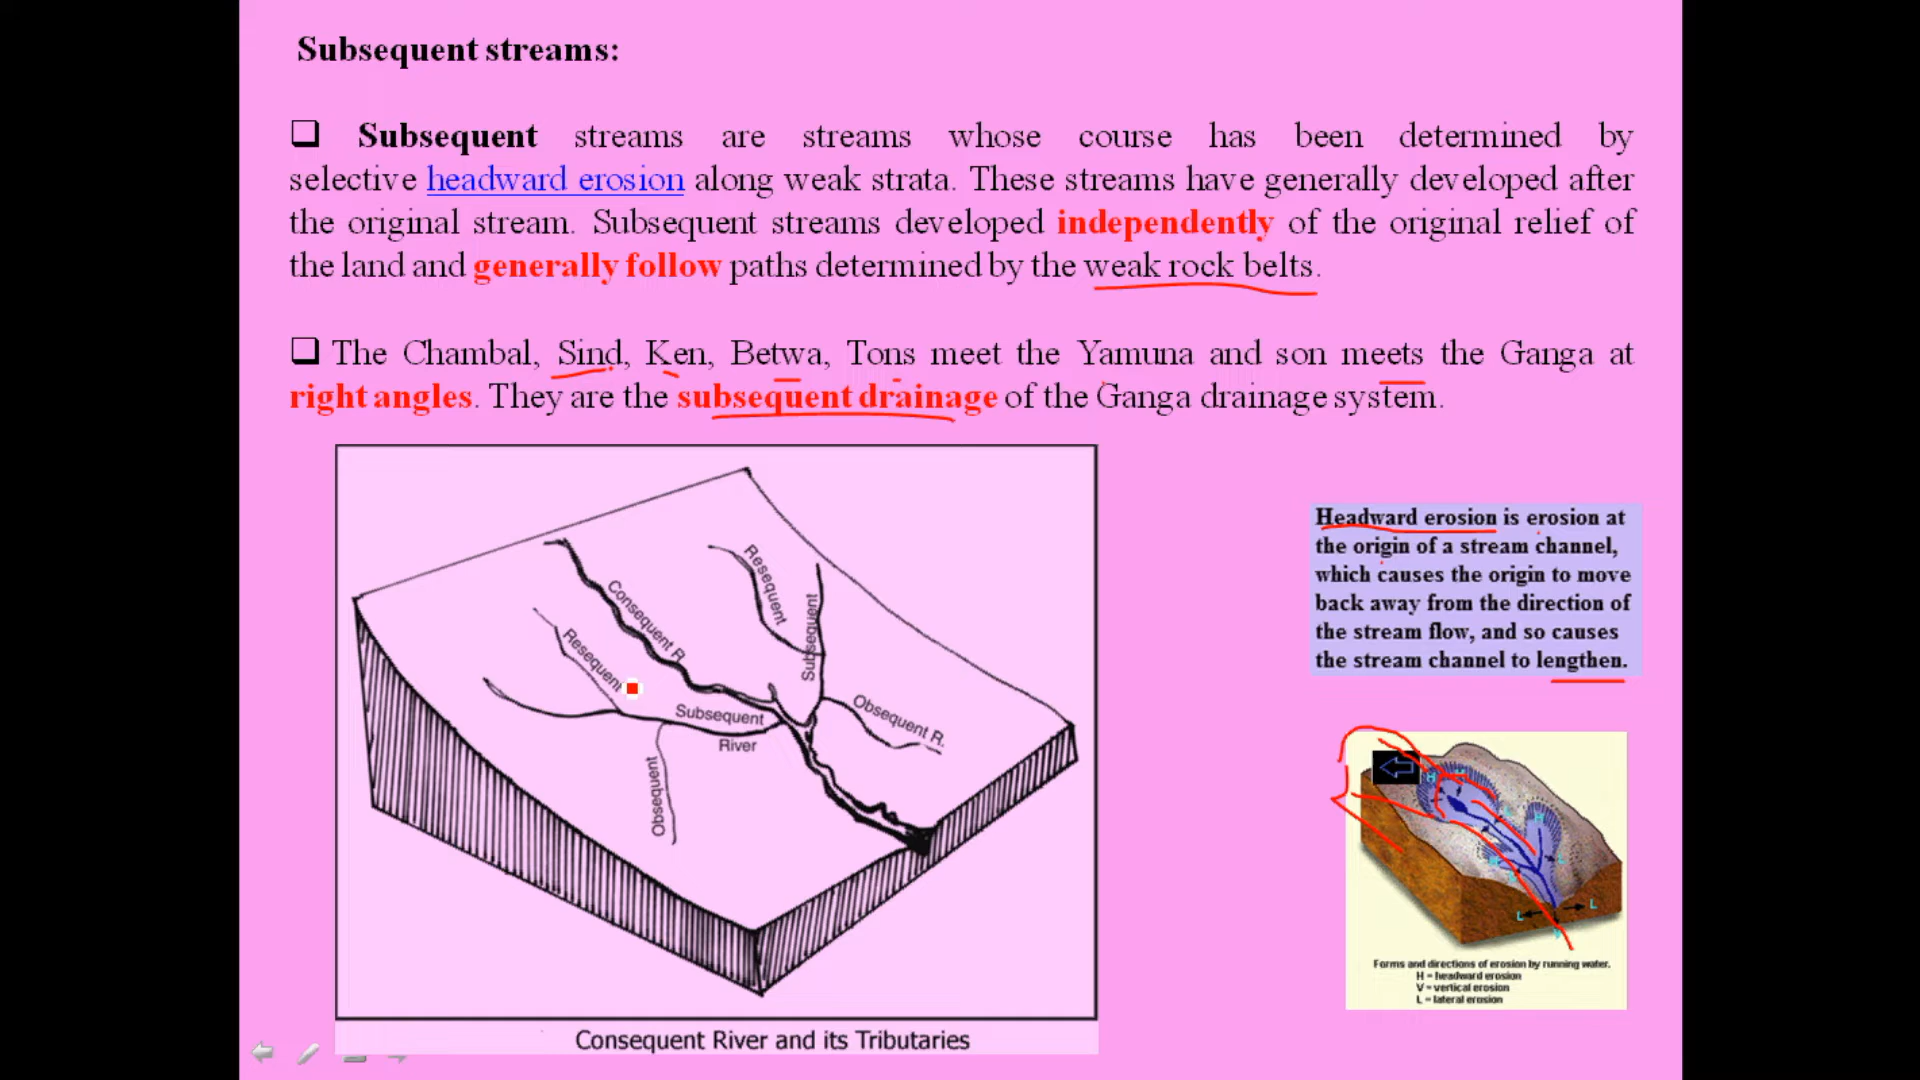 Subsequent streams:
❑ Subsequent streams are streams whose course has been determined by
selective headward erosion along weak strata. These streams have generally developed after
the original stream. Subsequent streams developed independently of the original relief of
the land and generally follow paths determined by the weak rock belts.
❑ The Chambal, Sind, Ken, Betwa, Tons meet the Yamuna and son meets the Ganga at
right angles. They are the subsequent drainage of the Ganga drainage system.
Consequent R.
Resequent
Subsequent
Resequent
Subsequent
River
Obsequent R.
Obsequent
Consequent River and its Tributaries
Headward erosion is erosion at
the origin of a stream channel,
which causes the origin to move
back away from the direction of
the stream flow, and so causes
the stream channel to lengthen.
H
H
H
L
L
L
V
Forms and directions of erosion by running water.
H = headward erosion
V = vertical erosion
L = lateral erosion